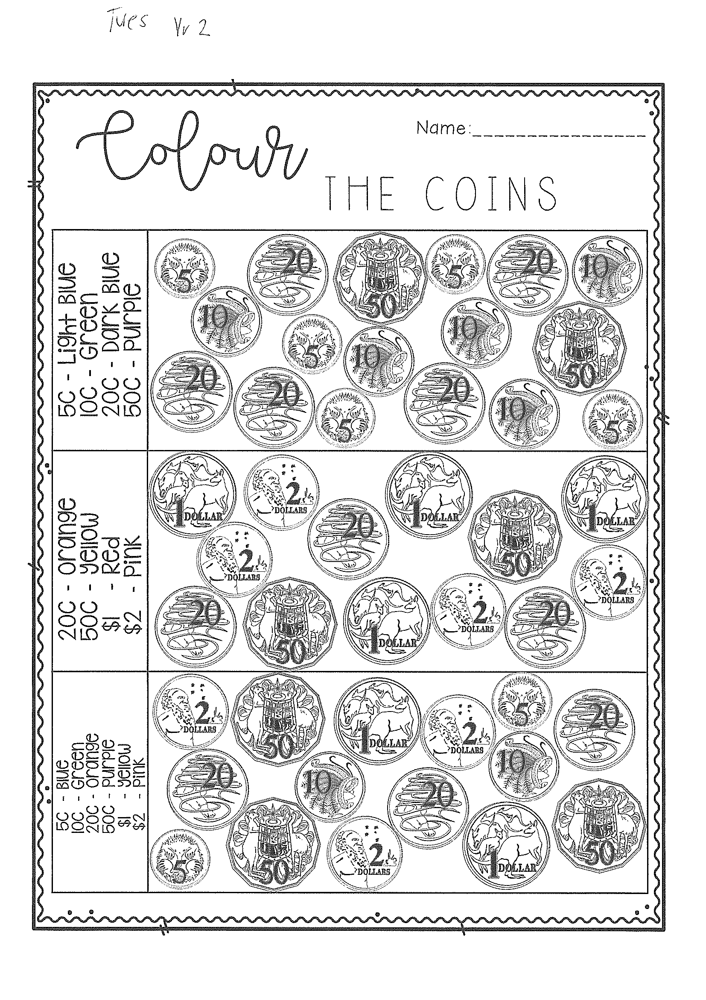 Tues Yr 2
Name:
Colour
THE COINS
5C - Light Blue
10C - Green
20C - Dark Blue
50C - Purple
5
20
50
5
20
10
10
5
10
10
50
20
20
5
20
10
5
20C - Orange
50C - Yellow
$1 - Red
$2 - Pink
1 DOLLAR
2 DOLLARS
20
1 DOLLAR
50
1 DOLLAR
2 DOLLARS
20
50
1 DOLLAR
2 DOLLARS
20
2 DOLLARS
5C - Blue
10C - Green
20C - Orange
50C - Purple
$1 - Yellow
$2 - Pink
2 DOLLARS
50
1 DOLLAR
2 DOLLARS
5
20
20
10
20
10
5
50
2 DOLLARS
1 DOLLAR
50